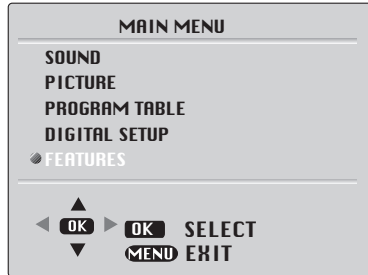 MAIN MENU
SOUND
PICTURE
PROGRAM TABLE
DIGITAL SETUP
FEATURES
OK OK SELECT
MENU EXIT